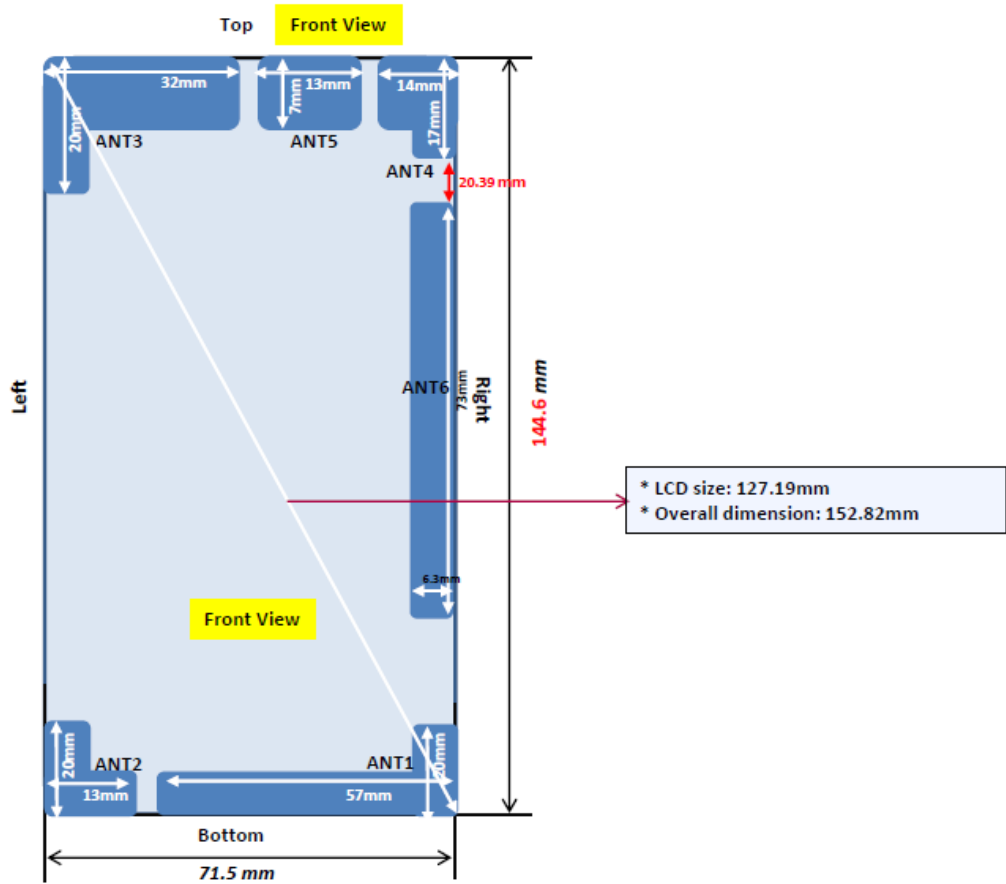 Top
Front View
32mm
13mm
14mm
20mm
7mm
17mm
ANT3
ANT5
ANT4
20.39 mm
Left
ANT6
73mm
Right
144.6 mm
* LCD size: 127.19mm
* Overall dimension: 152.82mm
6.3mm
Front View
20mm
ANT2
ANT1
20mm
13mm
57mm
Bottom
71.5 mm